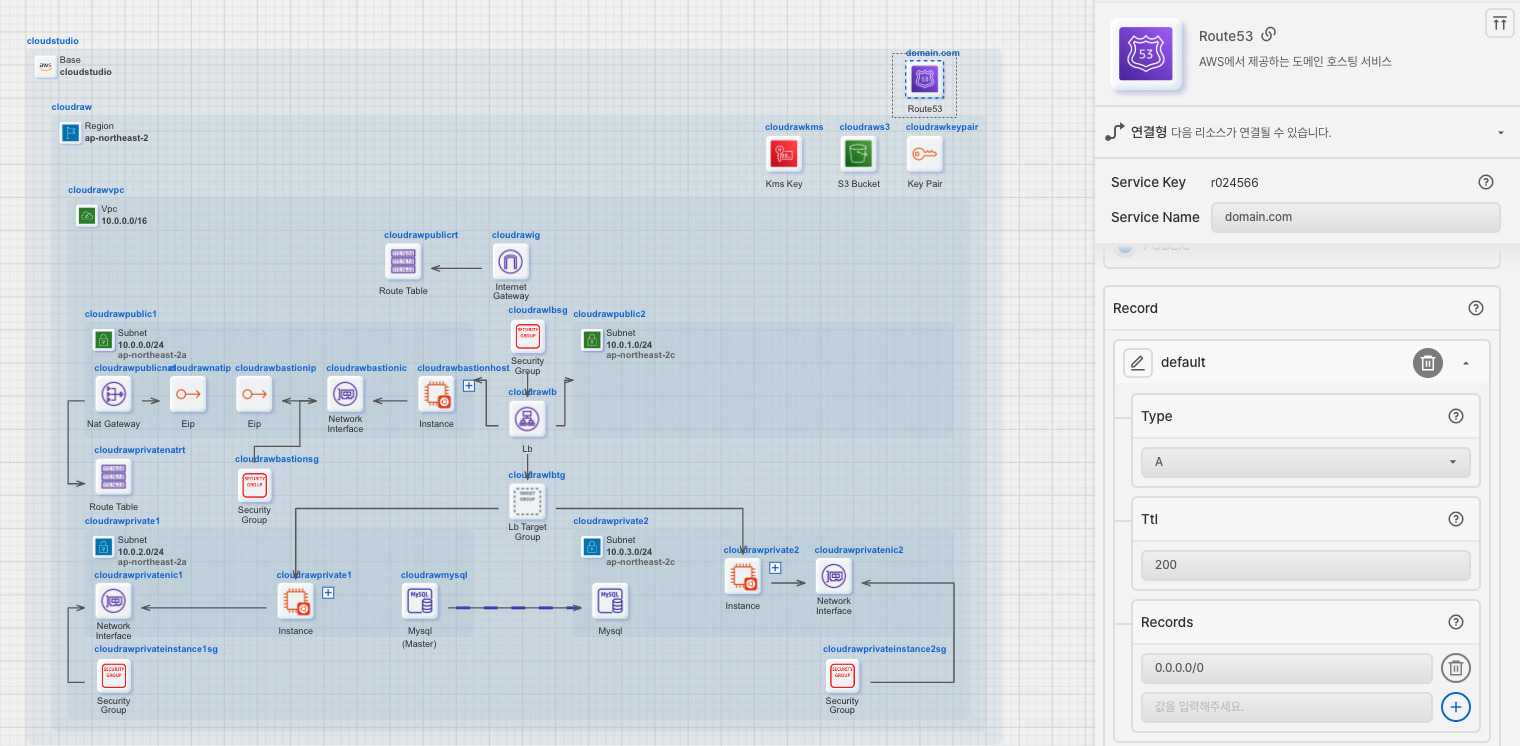 cloudstudio
aws
Base
cloudstudio
domain.com
53
Route53
cloudraw
Region
ap-northeast-2
cloudrawkms
cloudraws3
cloudrawkeypair
Kms Key
S3 Bucket
Key Pair
cloudrawvpc
Vpc
10.0.0.0/16
cloudrawpublicrt
cloudrawig
Route Table
Internet
Gateway
cloudrawlbsg
SECURITY
GROUP
Security
Group
cloudrawpublic1
Subnet
10.0.0.0/24
ap-northeast-2a
cloudrawpublic2
Subnet
10.0.1.0/24
ap-northeast-2c
cloudrawnatip
cloudrawbastionip
cloudrawbastionic
cloudrawbastionhost
cloudrawlb
Nat Gateway
Eip
Eip
Network
Interface
Instance
Lb
cloudrawprivatenatrt
Route Table
cloudrawbastionsg
SECURITY
GROUP
Security
Group
cloudrawlbtg
TARGET
GROUP
Lb Target
Group
cloudrawprivate1
Subnet
10.0.2.0/24
ap-northeast-2a
cloudrawprivate2
Subnet
10.0.3.0/24
ap-northeast-2c
cloudrawprivate2
cloudrawprivatenic2
Instance
Network
Interface
cloudrawprivatenic1
cloudrawprivate1
cloudrawmysql
MySQL
MySQL
Network
Interface
Instance
Mysql
(Master)
Mysql
cloudrawprivateinstance1sg
SECURITY
GROUP
Security
Group
cloudrawprivateinstance2sg
SECURITY
GROUP
Security
Group
53
Route53
AWS에서 제공하는 도메인 호스팅 서비스
연결형 다음 리소스가 연결될 수 있습니다.
Service Key r024566
Service Name domain.com
PUBLIC
Record
default
Type
A
Ttl
200
Records
0.0.0.0/0
값을 입력해주세요.